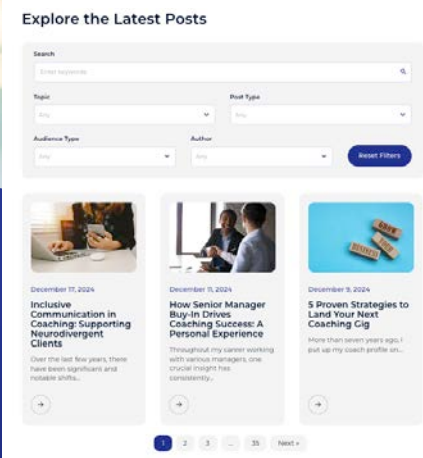 Explore the Latest Posts
Search
Enter keywords
Topic
Post Type
Any
Any
Audience Type
Author
Any
Any
Reset Filters
GROW
YOUR
BUSINESS
December 17, 2024
Inclusive
Communication in
Coaching: Supporting
Neurodivergent
Clients
Over the last few years, there
have been significant and
notable shifts...
December 11, 2024
How Senior Manager
Buy-In Drives
Coaching Success: A
Personal Experience
Throughout my career working
with various managers, one
crucial insight has
consistently...
December 9, 2024
5 Proven Strategies to
Land Your Next
Coaching Gig
More than seven years ago, I
put up my coach profile on...
1 2 3 ... 35 Next »